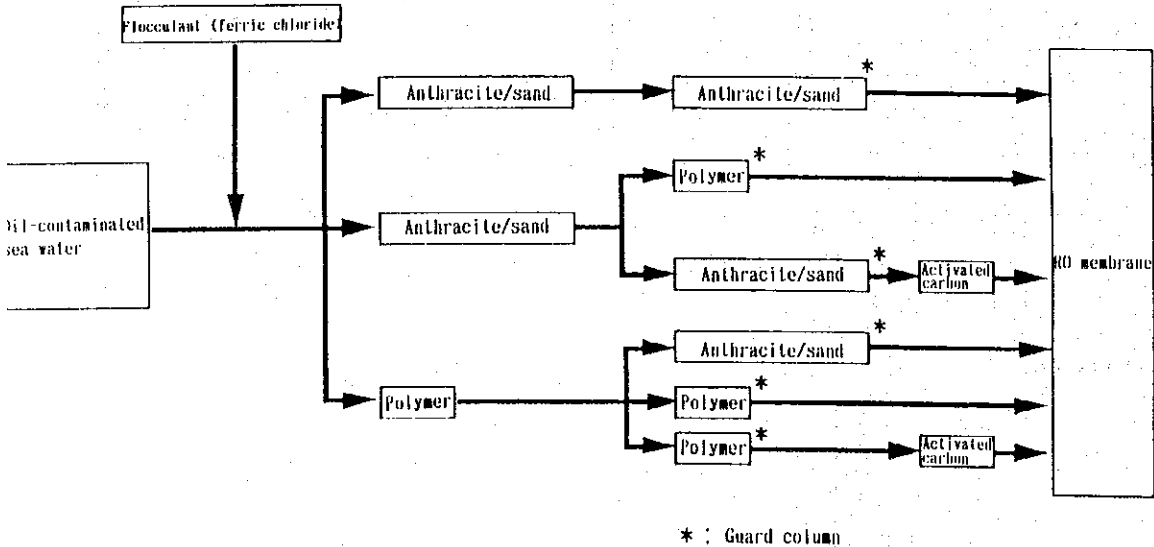 Flocculant (ferric chloride
*
Anthracite/sand
Anthracite/sand
*
Polymer
Oil-contaminated
sea water
Anthracite/sand
*
Anthracite/sand
Activated
carbon
RO membrane
*
Anthracite/sand
Polymer
*
Polymer
*
Polymer
Activated
carbon
* : Guard column